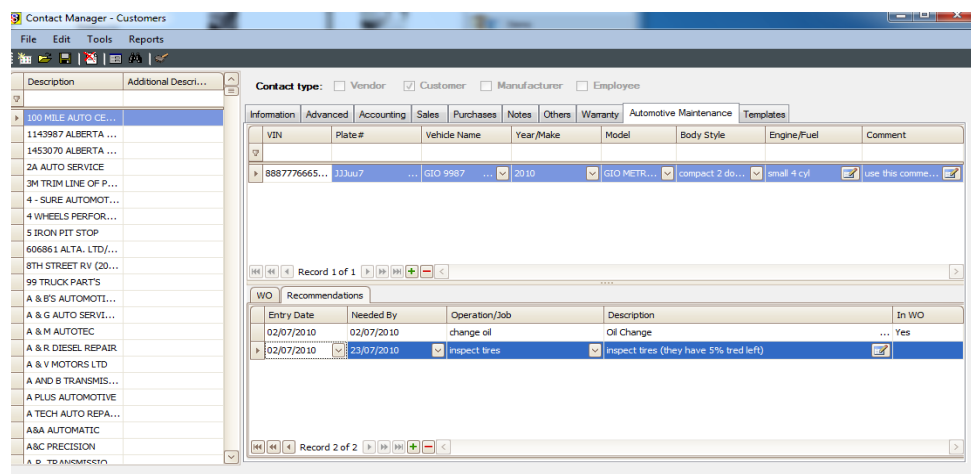 Contact Manager - Customers
File Edit Tools Reports
Description Additional Descri...
100 MILE AUTO CE...
1143987 ALBERTA ...
1453070 ALBERTA ...
2A AUTO SERVICE
3M TRIM LINE OF P...
4 - SURE AUTOMOT...
4 WHEELS PERFOR...
5 IRON PIT STOP
606861 ALTA. LTD/...
8TH STREET RV (20...
99 TRUCK PART'S
A & B'S AUTOMOTI...
A & G AUTO SERVI...
A & M AUTOTEC
A & R DIESEL REPAIR
A & V MOTORS LTD
A AND B TRANSMIS...
A PLUS AUTOMOTIVE
A TECH AUTO REPA...
A&A AUTOMATIC
A&C PRECISION
Contact type: Vendor Customer Manufacturer Employee
Information Advanced Accounting Sales Purchases Notes Others Warranty Automotive Maintenance Templates
VIN Plate# Vehicle Name Year/Make Model Body Style Engine/Fuel Comment
8887776665... JJJuu7 ... GIO 9987 ... 2010 GIO METR... compact 2 do... small 4 cyl use this comme...
Record 1 of 1
WO Recommendations
Entry Date Needed By Operation/Job Description In WO
02/07/2010 02/07/2010 change oil Oil Change ... Yes
02/07/2010 23/07/2010 inspect tires inspect tires (they have 5% tred left)
Record 2 of 2